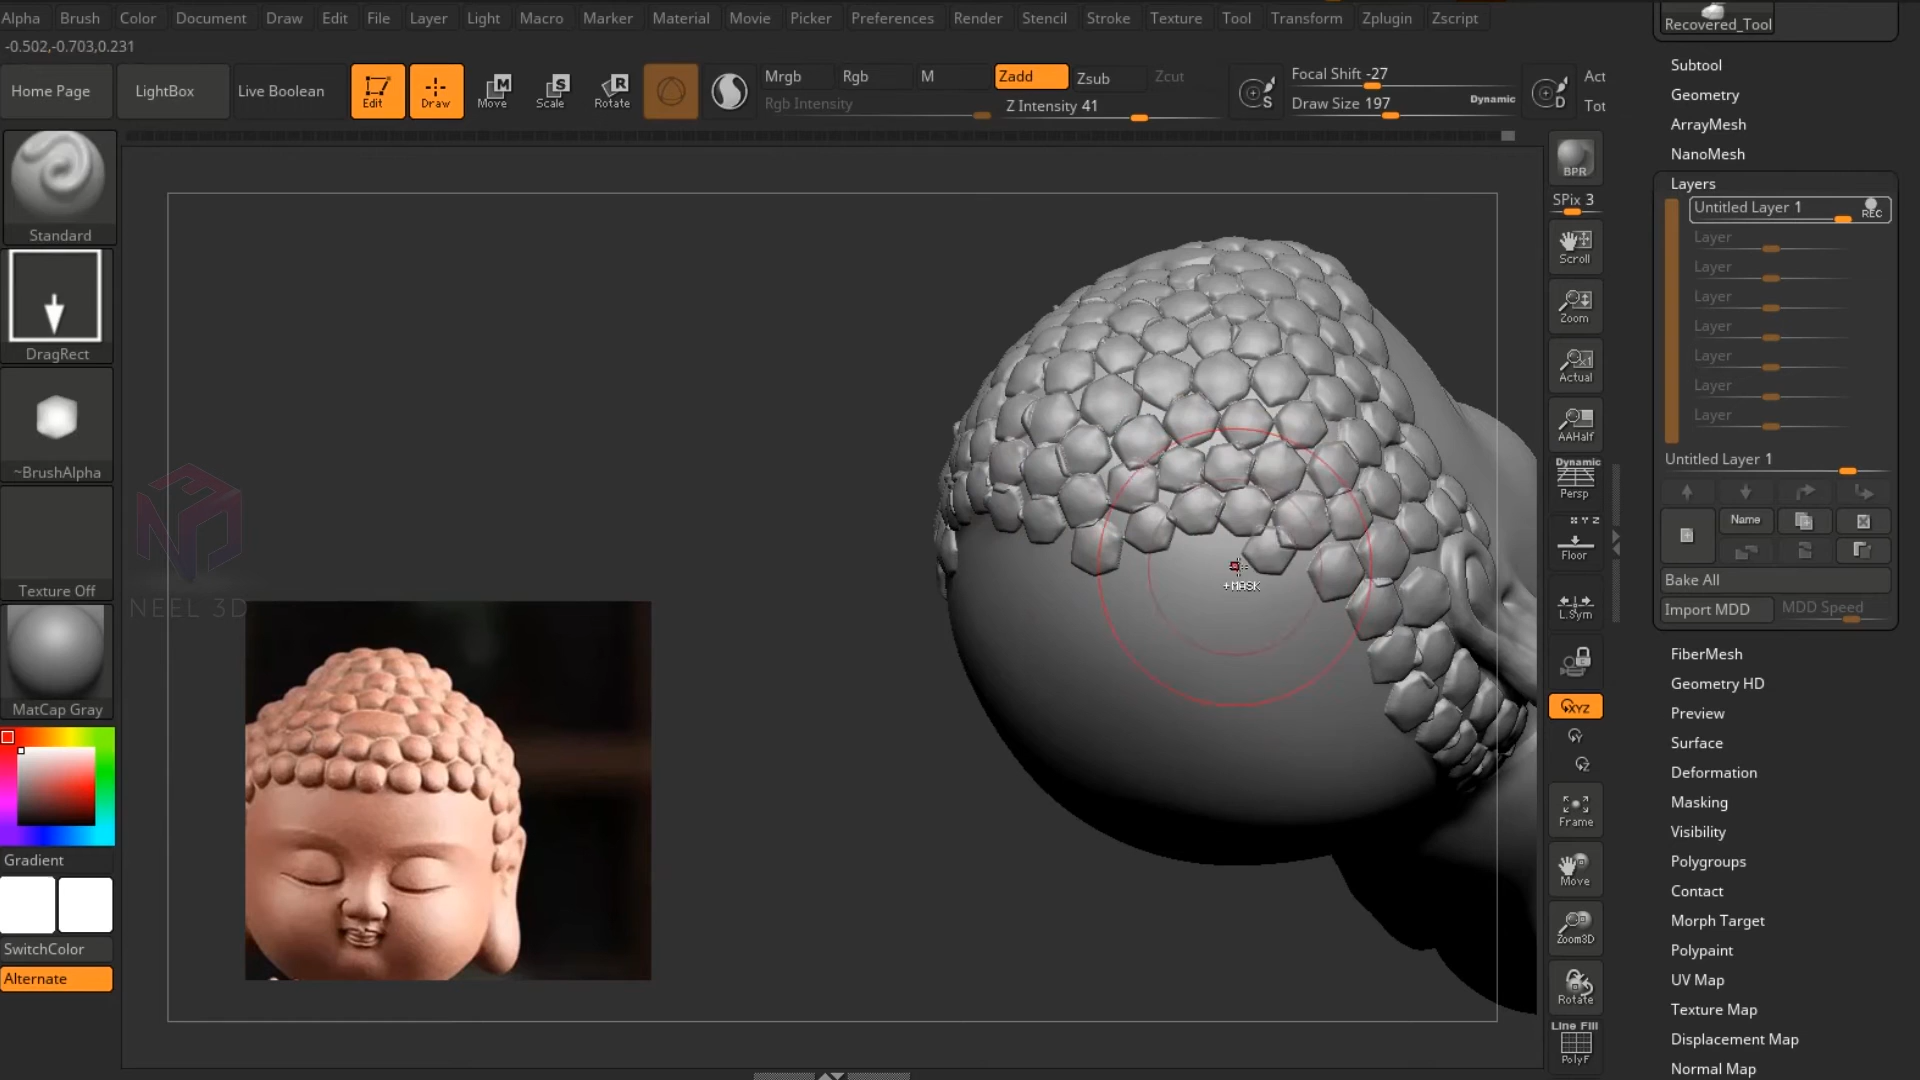 Alpha Brush Color Document Draw Edit File Layer Light Macro Marker Material Movie Picker Preferences Render Stencil Stroke Texture Tool Transform Zplugin Zscript
-0.502,-0.703,0.231
Home Page LightBox Live Boolean Edit Draw Move Scale Rotate
M S R
Mrgb Rgb M
Rgb Intensity
Zadd Zsub Zcut
Z Intensity 41
S
Focal Shift -27
Draw Size 197 Dynamic
D
Act
Tot
Standard
DragRect
~BrushAlpha
Texture Off
MatCap Gray
Gradient
SwitchColor
Alternate
NEEL 3D
+MASK
BPR
SPix 3
Scroll
Zoom
Actual
AAHalf
Dynamic
Persp
X Y Z
Floor
L.Sym
XYZ
Y
Z
Frame
Move
Zoom3D
Rotate
Line Fill
PolyF
Recovered_Tool
Subtool
Geometry
ArrayMesh
NanoMesh
Layers
Untitled Layer 1 REC
Layer
Layer
Layer
Layer
Layer
Layer
Layer
Untitled Layer 1
Name
Bake All
Import MDD MDD Speed
FiberMesh
Geometry HD
Preview
Surface
Deformation
Masking
Visibility
Polygroups
Contact
Morph Target
Polypaint
UV Map
Texture Map
Displacement Map
Normal Map